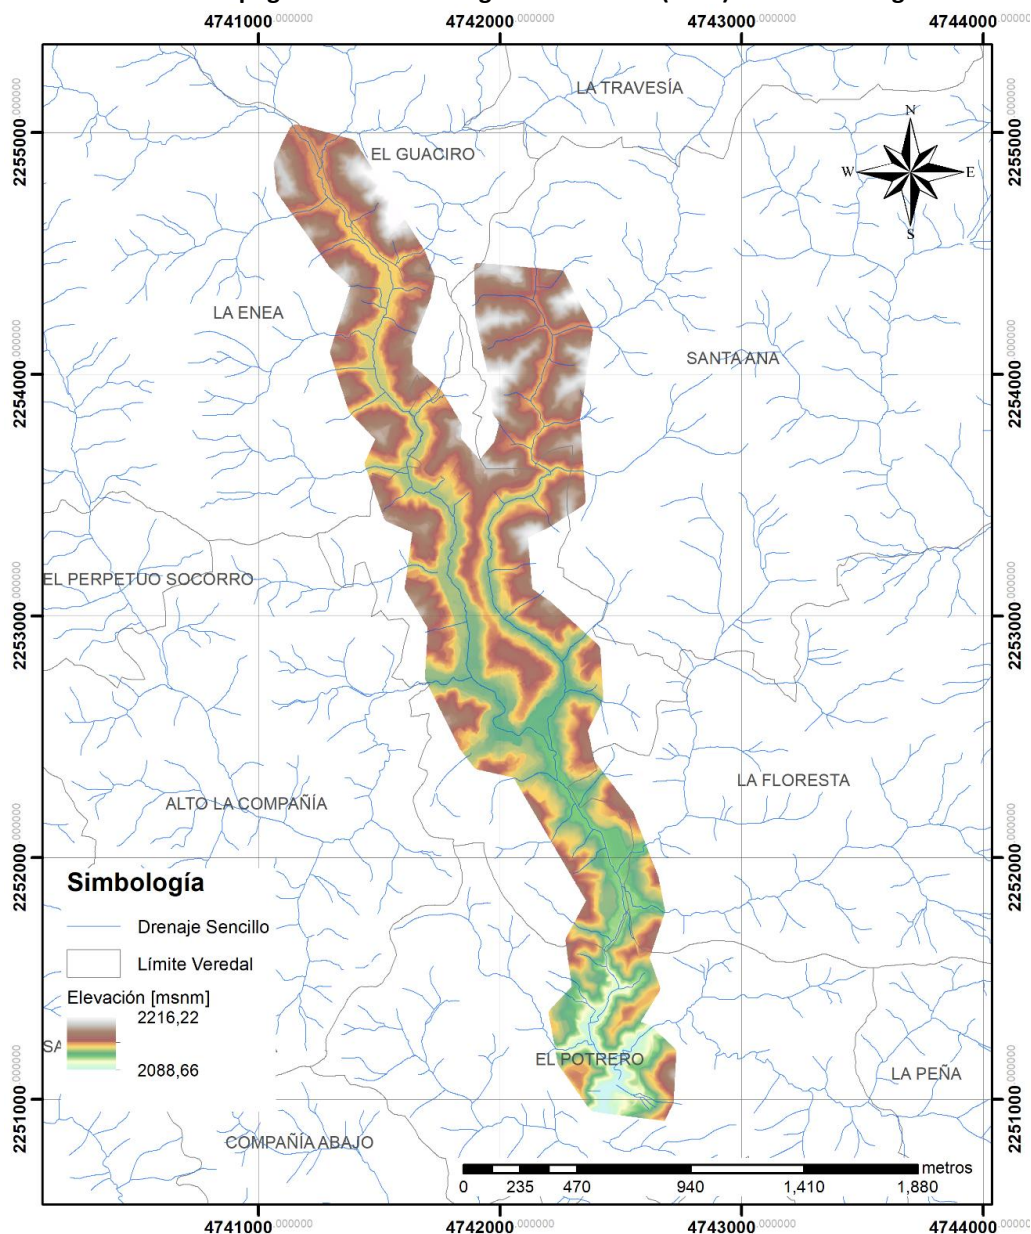 4741000.000000 4742000.000000 4743000.000000 4744000.000000
LA TRAVESÍA
N
2255000.000000 2255000.000000
EL GUACIRO
W E
S
LA ENEA
SANTA ANA
2254000.000000 2254000.000000
EL PERPETUO SOCORRO
2253000.000000 2253000.000000
LA FLORESTA
ALTO LA COMPAÑÍA
2252000.000000 2252000.000000
Simbología
Drenaje Sencillo
Límite Veredal
Elevación [msnm]
2216,22
SA
2088,66
EL POTRERO
LA PEÑA
2251000.000000 2251000.000000
COMPAÑÍA ABAJO
metros
0 235 470 940 1,410 1,880
4741000.000000 4742000.000000 4743000.000000 4744000.000000